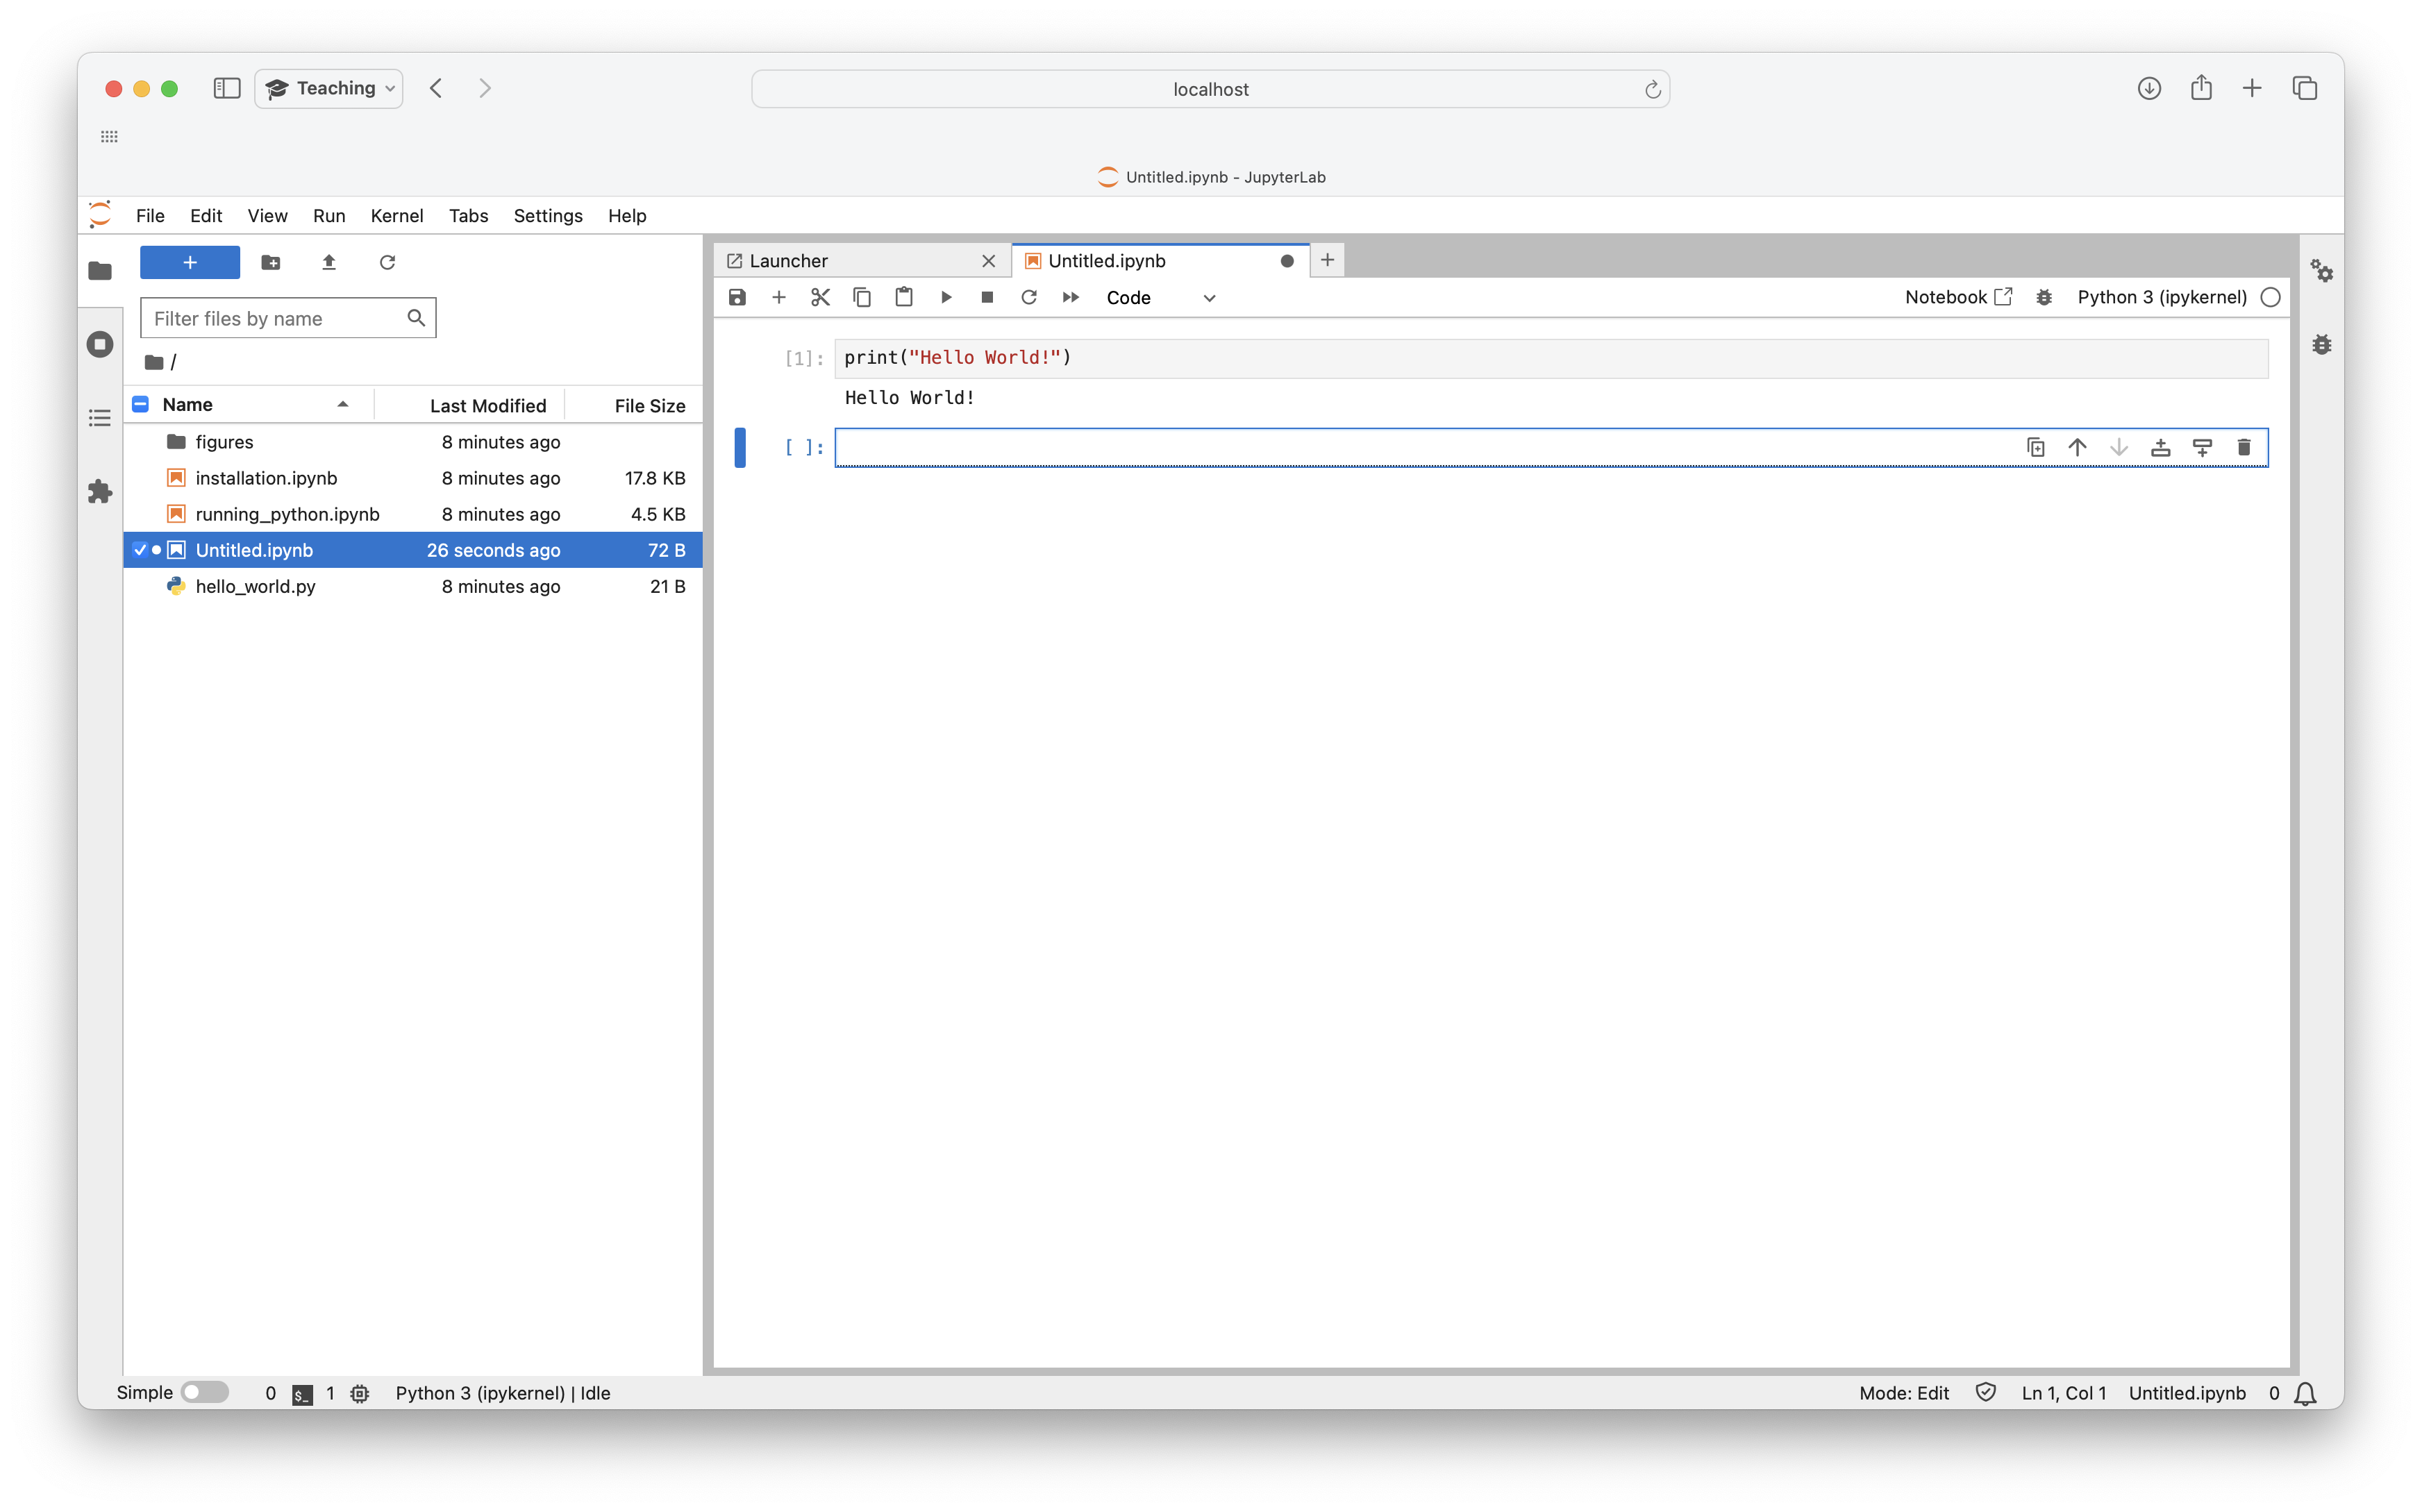 Teaching
localhost
Untitled.ipynb - JupyterLab
File Edit View Run Kernel Tabs Settings Help
Launcher Untitled.ipynb
Code Notebook Python 3 (ipykernel)
Filter files by name
/
Name Last Modified File Size
figures 8 minutes ago
installation.ipynb 8 minutes ago 17.8 KB
running_python.ipynb 8 minutes ago 4.5 KB
Untitled.ipynb 26 seconds ago 72 B
hello_world.py 8 minutes ago 21 B
[1]: print("Hello World!")
Hello World!
[ ]:
Simple 0 $_ 1 Python 3 (ipykernel) | Idle Mode: Edit Ln 1, Col 1 Untitled.ipynb 0